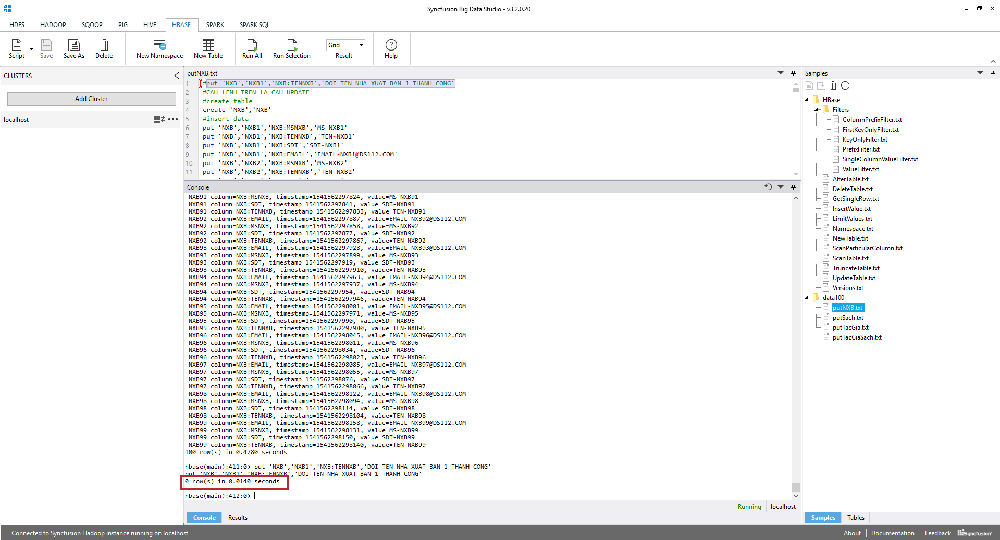 Syncfusion Big Data Studio - v3.2.0.20
HDFS HADOOP SQOOP PIG HIVE HBASE SPARK SPARK SQL
Script Save Save As Delete New Namespace New Table Run All Run Selection Grid Result Help
CLUSTERS
Add Cluster
localhost
putNXB.txt
1 #put 'NXB','NXB1','NXB:TENNXB','DOI TEN NHA XUAT BAN 1 THANH CONG'
2 #CAU LENH TREN LA CAU UPDATE
3 #create table
4 create 'NXB','NXB'
5 #insert data
6 put 'NXB','NXB1','NXB:MSNXB','MS-NXB1'
7 put 'NXB','NXB1','NXB:TENNXB','TEN-NXB1'
8 put 'NXB','NXB1','NXB:SDT','SDT-NXB1'
9 put 'NXB','NXB1','NXB:EMAIL','EMAIL-NXB1@DS112.COM'
10 put 'NXB','NXB2','NXB:MSNXB','MS-NXB2'
11 put 'NXB','NXB2','NXB:TENNXB','TEN-NXB2'
Console
NXB91 column=NXB:MSNXB, timestamp=1541562297824, value=MS-NXB91
NXB91 column=NXB:SDT, timestamp=1541562297841, value=SDT-NXB91
NXB91 column=NXB:TENNXB, timestamp=1541562297833, value=TEN-NXB91
NXB92 column=NXB:EMAIL, timestamp=1541562297887, value=EMAIL-NXB92@DS112.COM
NXB92 column=NXB:MSNXB, timestamp=1541562297858, value=MS-NXB92
NXB92 column=NXB:SDT, timestamp=1541562297877, value=SDT-NXB92
NXB92 column=NXB:TENNXB, timestamp=1541562297867, value=TEN-NXB92
NXB93 column=NXB:EMAIL, timestamp=1541562297928, value=EMAIL-NXB93@DS112.COM
NXB93 column=NXB:MSNXB, timestamp=1541562297899, value=MS-NXB93
NXB93 column=NXB:SDT, timestamp=1541562297919, value=SDT-NXB93
NXB93 column=NXB:TENNXB, timestamp=1541562297910, value=TEN-NXB93
NXB94 column=NXB:EMAIL, timestamp=1541562297963, value=EMAIL-NXB94@DS112.COM
NXB94 column=NXB:MSNXB, timestamp=1541562297937, value=MS-NXB94
NXB94 column=NXB:SDT, timestamp=1541562297954, value=SDT-NXB94
NXB94 column=NXB:TENNXB, timestamp=1541562297946, value=TEN-NXB94
NXB95 column=NXB:EMAIL, timestamp=1541562298001, value=EMAIL-NXB95@DS112.COM
NXB95 column=NXB:MSNXB, timestamp=1541562297971, value=MS-NXB95
NXB95 column=NXB:SDT, timestamp=1541562297990, value=SDT-NXB95
NXB95 column=NXB:TENNXB, timestamp=1541562297980, value=TEN-NXB95
NXB96 column=NXB:EMAIL, timestamp=1541562298045, value=EMAIL-NXB96@DS112.COM
NXB96 column=NXB:MSNXB, timestamp=1541562298011, value=MS-NXB96
NXB96 column=NXB:SDT, timestamp=1541562298034, value=SDT-NXB96
NXB96 column=NXB:TENNXB, timestamp=1541562298023, value=TEN-NXB96
NXB97 column=NXB:EMAIL, timestamp=1541562298085, value=EMAIL-NXB97@DS112.COM
NXB97 column=NXB:MSNXB, timestamp=1541562298055, value=MS-NXB97
NXB97 column=NXB:SDT, timestamp=1541562298076, value=SDT-NXB97
NXB97 column=NXB:TENNXB, timestamp=1541562298066, value=TEN-NXB97
NXB98 column=NXB:EMAIL, timestamp=1541562298122, value=EMAIL-NXB98@DS112.COM
NXB98 column=NXB:MSNXB, timestamp=1541562298094, value=MS-NXB98
NXB98 column=NXB:SDT, timestamp=1541562298114, value=SDT-NXB98
NXB98 column=NXB:TENNXB, timestamp=1541562298104, value=TEN-NXB98
NXB99 column=NXB:EMAIL, timestamp=1541562298158, value=EMAIL-NXB99@DS112.COM
NXB99 column=NXB:MSNXB, timestamp=1541562298131, value=MS-NXB99
NXB99 column=NXB:SDT, timestamp=1541562298150, value=SDT-NXB99
NXB99 column=NXB:TENNXB, timestamp=1541562298140, value=TEN-NXB99
100 row(s) in 0.4780 seconds
hbase(main):411:0> put 'NXB','NXB1','NXB:TENNXB','DOI TEN NHA XUAT BAN 1 THANH CONG'
put 'NXB','NXB1','NXB:TENNXB','DOI TEN NHA XUAT BAN 1 THANH CONG'
0 row(s) in 0.0140 seconds
hbase(main):412:0>
Running localhost
Console Results
Samples
HBase
Filters
ColumnPrefixFilter.txt
FirstKeyOnlyFilter.txt
KeyOnlyFilter.txt
PrefixFilter.txt
SingleColumnValueFilter.txt
ValueFilter.txt
AlterTable.txt
DeleteTable.txt
GetSingleRow.txt
InsertValue.txt
LimitValues.txt
Namespace.txt
NewTable.txt
ScanParticularColumn.txt
ScanTable.txt
TruncateTable.txt
UpdateTable.txt
Versions.txt
data100
putNXB.txt
putSach.txt
putTacGia.txt
putTacGiaSach.txt
Samples Tables
Connected to Syncfusion Hadoop instance running on localhost
About Documentation Feedback Syncfusion